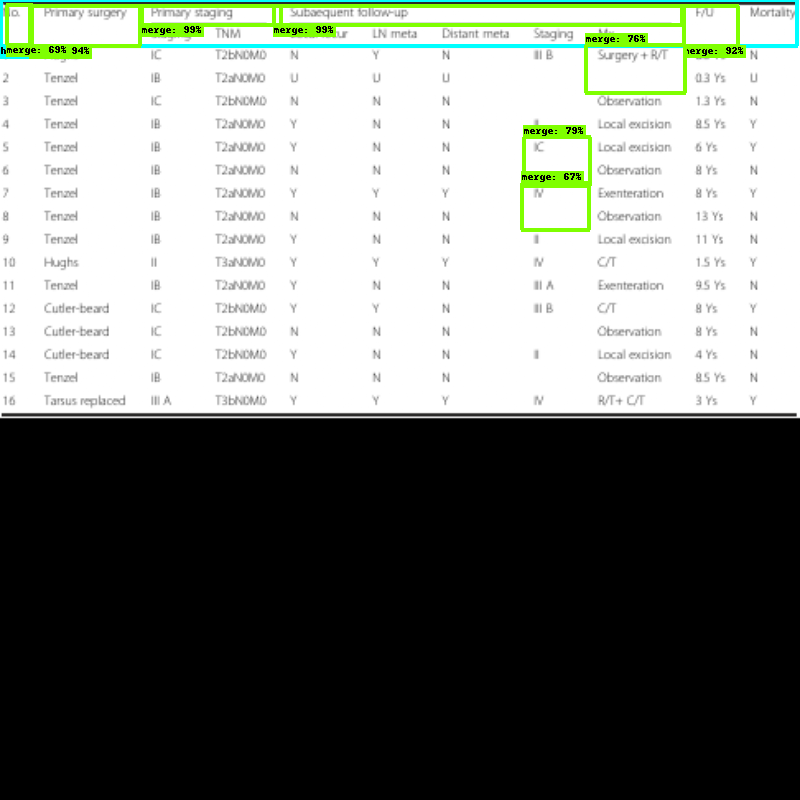 No. Primary surgery Primary staging Subaequent follow-up F/U Mortality
merge: 99% TNM merge: 99% LN meta Distant meta Staging merge: 76%
merge: 69% 94% IC T2bN0M0 N Y N III B Surgery + R/T merge: 92% N
2 Tenzel IB T2aN0M0 U U U 0.3 Ys U
3 Tenzel IC T2bN0M0 N N N Observation 1.3 Ys N
4 Tenzel IB T2aN0M0 Y N N II Local excision 8.5 Ys Y
merge: 79%
5 Tenzel IB T2aN0M0 Y N N IC Local excision 6 Ys Y
6 Tenzel IB T2aN0M0 N N N Observation 8 Ys N
merge: 67%
7 Tenzel IB T2aN0M0 Y Y Y IV Exenteration 8 Ys Y
8 Tenzel IB T2aN0M0 N N N Observation 13 Ys N
9 Tenzel IB T2aN0M0 Y N N II Local excision 11 Ys N
10 Hughs II T3aN0M0 Y Y Y IV C/T 1.5 Ys Y
11 Tenzel IB T2aN0M0 Y N N III A Exenteration 9.5 Ys N
12 Cutler-beard IC T2bN0M0 Y Y N III B C/T 8 Ys Y
13 Cutler-beard IC T2bN0M0 N N N Observation 8 Ys N
14 Cutler-beard IC T2bN0M0 Y N N II Local excision 4 Ys N
15 Tenzel IB T2aN0M0 N N N Observation 8.5 Ys N
16 Tarsus replaced III A T3bN0M0 Y Y Y IV R/T+ C/T 3 Ys Y